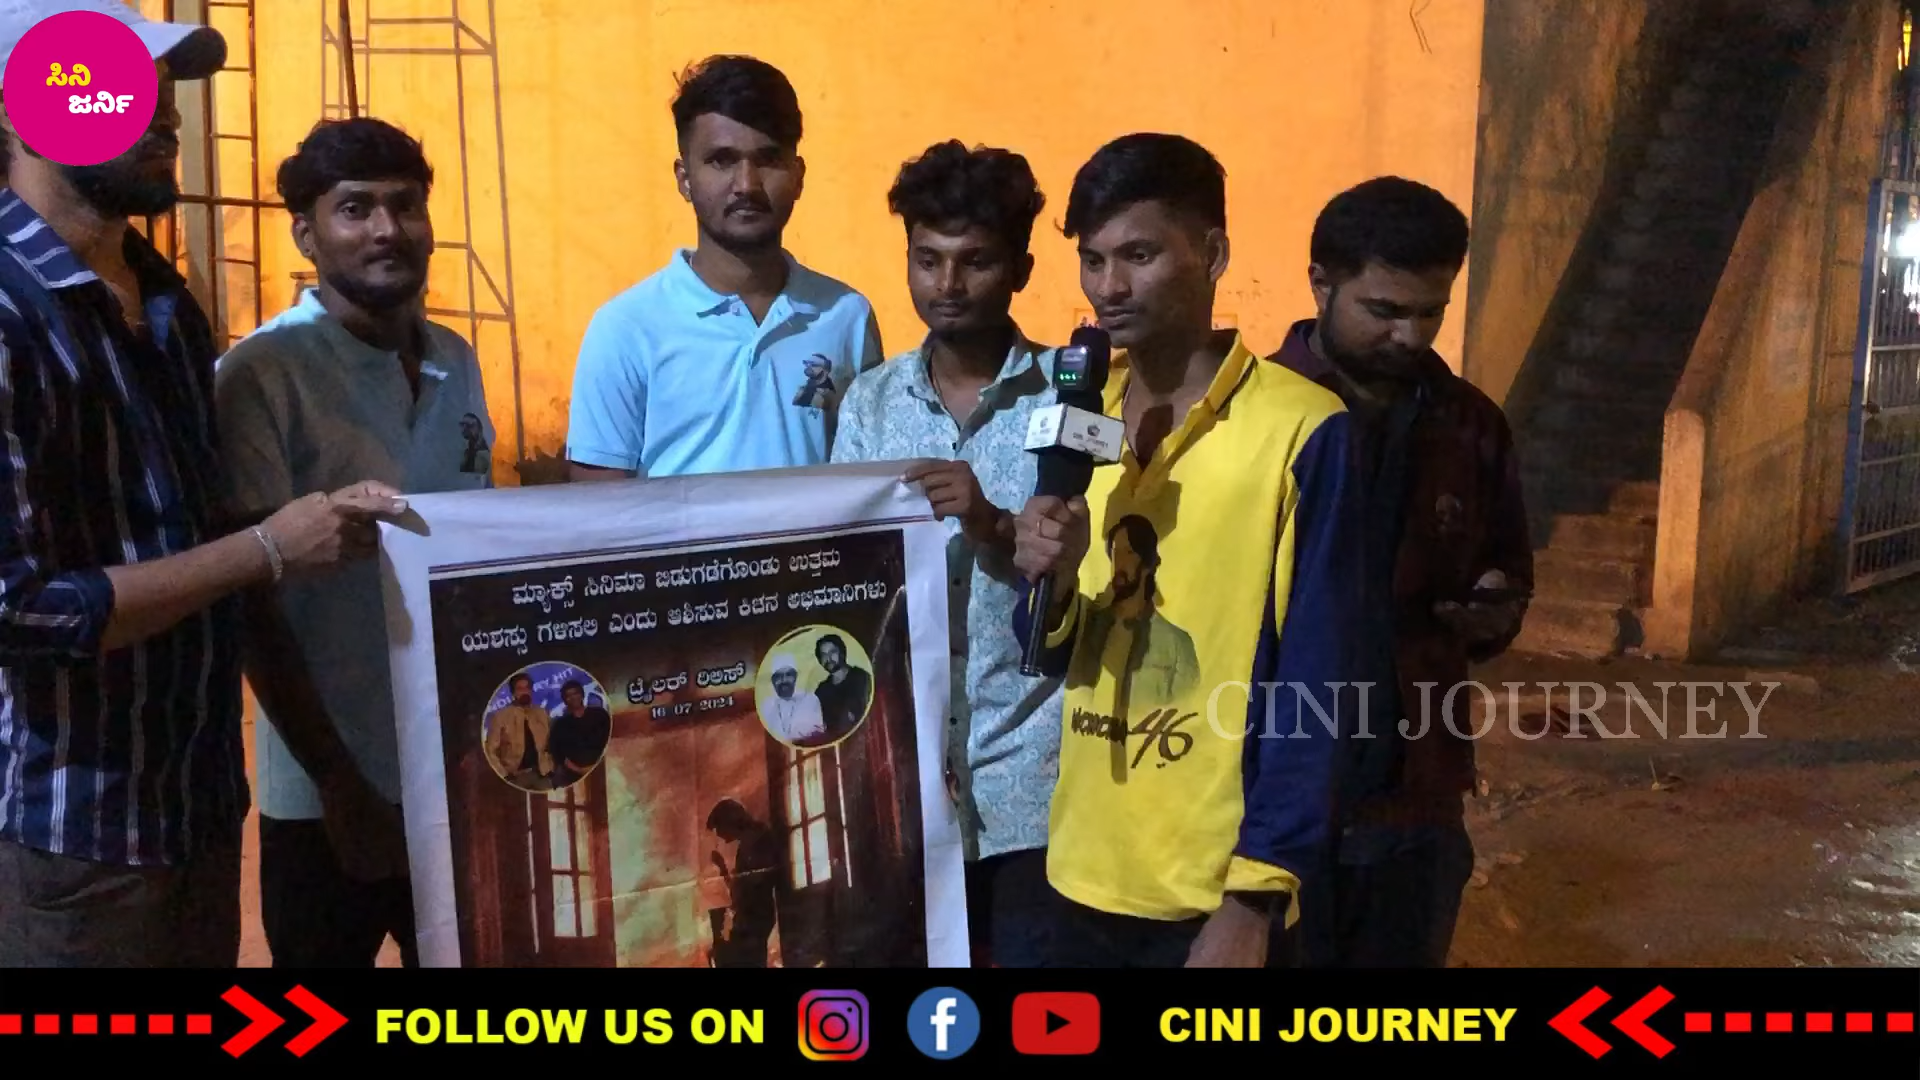 ಸಿನಿ
ಜರ್ನಿ
ಮ್ಯಾಕ್ಸ್ ಸಿನಿಮಾ ಬಿಡುಗಡೆಗೊಂಡು ಉತ್ತಮ
ಯಶಸ್ಸು ಗಳಿಸಲಿ ಎಂದು ಆಶಿಸುವ ಕಿಚನ ಅಭಿಮಾನಿಗಳು
ಟ್ರೈಲರ್ ರಿಲಿಸ್
16 07 2024
46
CINI JOURNEY
FOLLOW US ON
CINI JOURNEY